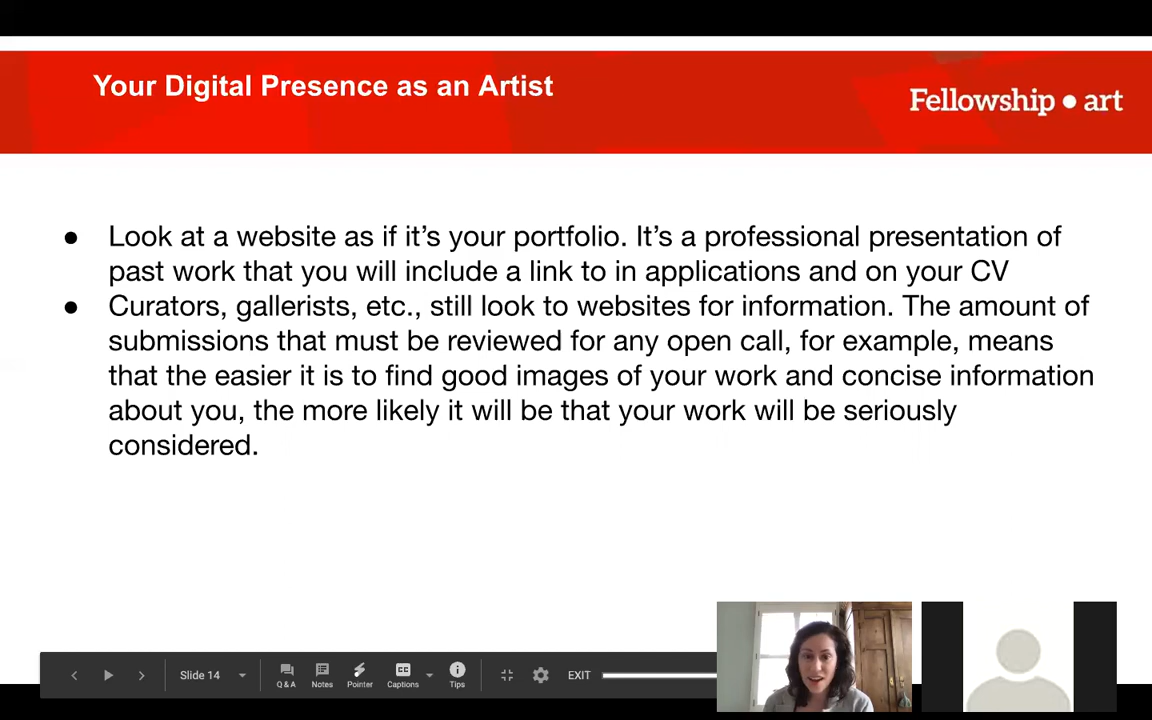 Your Digital Presence as an Artist
Fellowship • art
● Look at a website as if it’s your portfolio. It’s a professional presentation of
past work that you will include a link to in applications and on your CV
● Curators, gallerists, etc., still look to websites for information. The amount of
submissions that must be reviewed for any open call, for example, means
that the easier it is to find good images of your work and concise information
about you, the more likely it will be that your work will be seriously
considered.
Slide 14
Q & A
Notes
Pointer
CC
Captions
Tips
EXIT